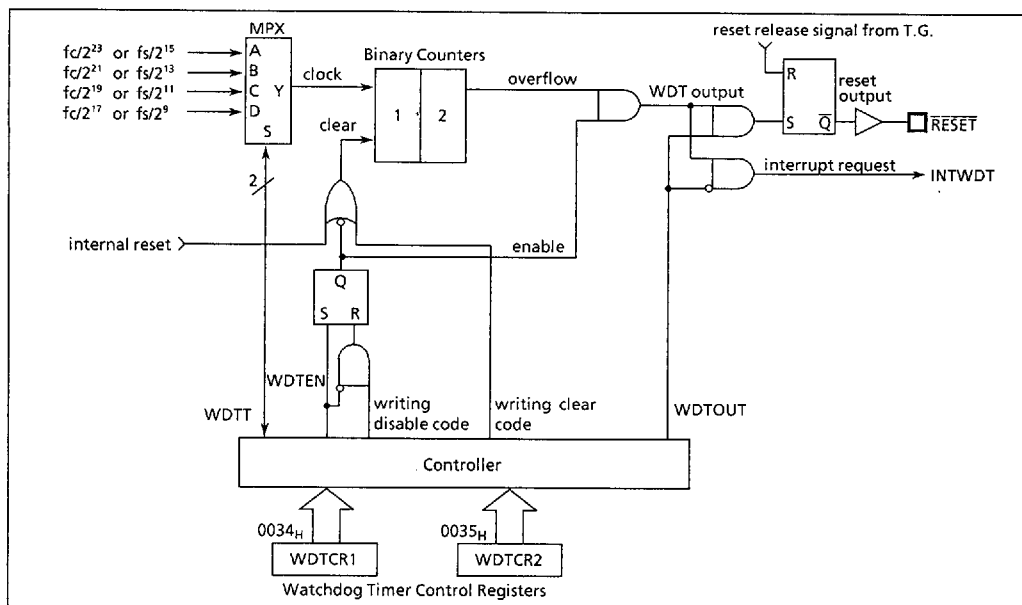 MPX
reset release signal from T.G.
fc/2²³ or fs/2¹⁵
A
Binary Counters
fc/2²¹ or fs/2¹³
B
clock
overflow
WDT output
R
reset
output
fc/2¹⁹ or fs/2¹¹
C
Y
fc/2¹⁷ or fs/2⁹
D
clear
1
2
S
Q̅
R̅E̅S̅E̅T̅
S
2
interrupt request
INTWDT
internal reset
enable
Q
S
R
WDTEN
writing
disable code
writing clear
code
WDTT
WDTOUT
Controller
0034H
0035H
WDTCR1
WDTCR2
Watchdog Timer Control Registers